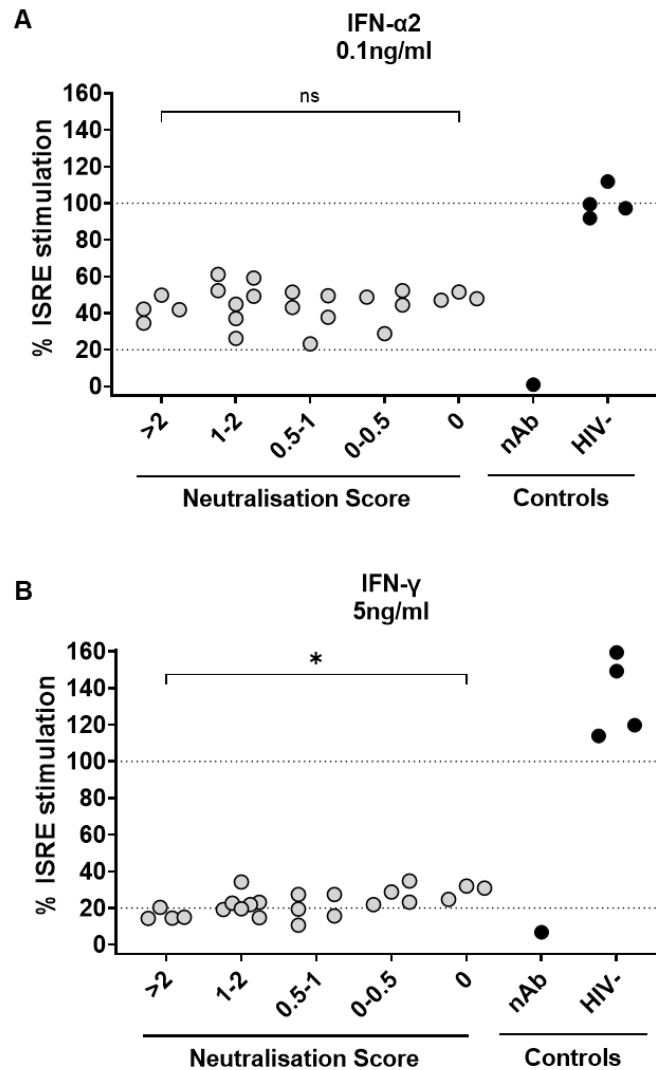 A
IFN-α2
0.1ng/ml
% ISRE stimulation
160
140
120
100
80
60
40
20
0
ns
>2
1-2
0.5-1
0-0.5
0
nAb
HIV-
Neutralisation Score
Controls
B
IFN-γ
5ng/ml
% ISRE stimulation
160
140
120
100
80
60
40
20
0
*
>2
1-2
0.5-1
0-0.5
0
nAb
HIV-
Neutralisation Score
Controls